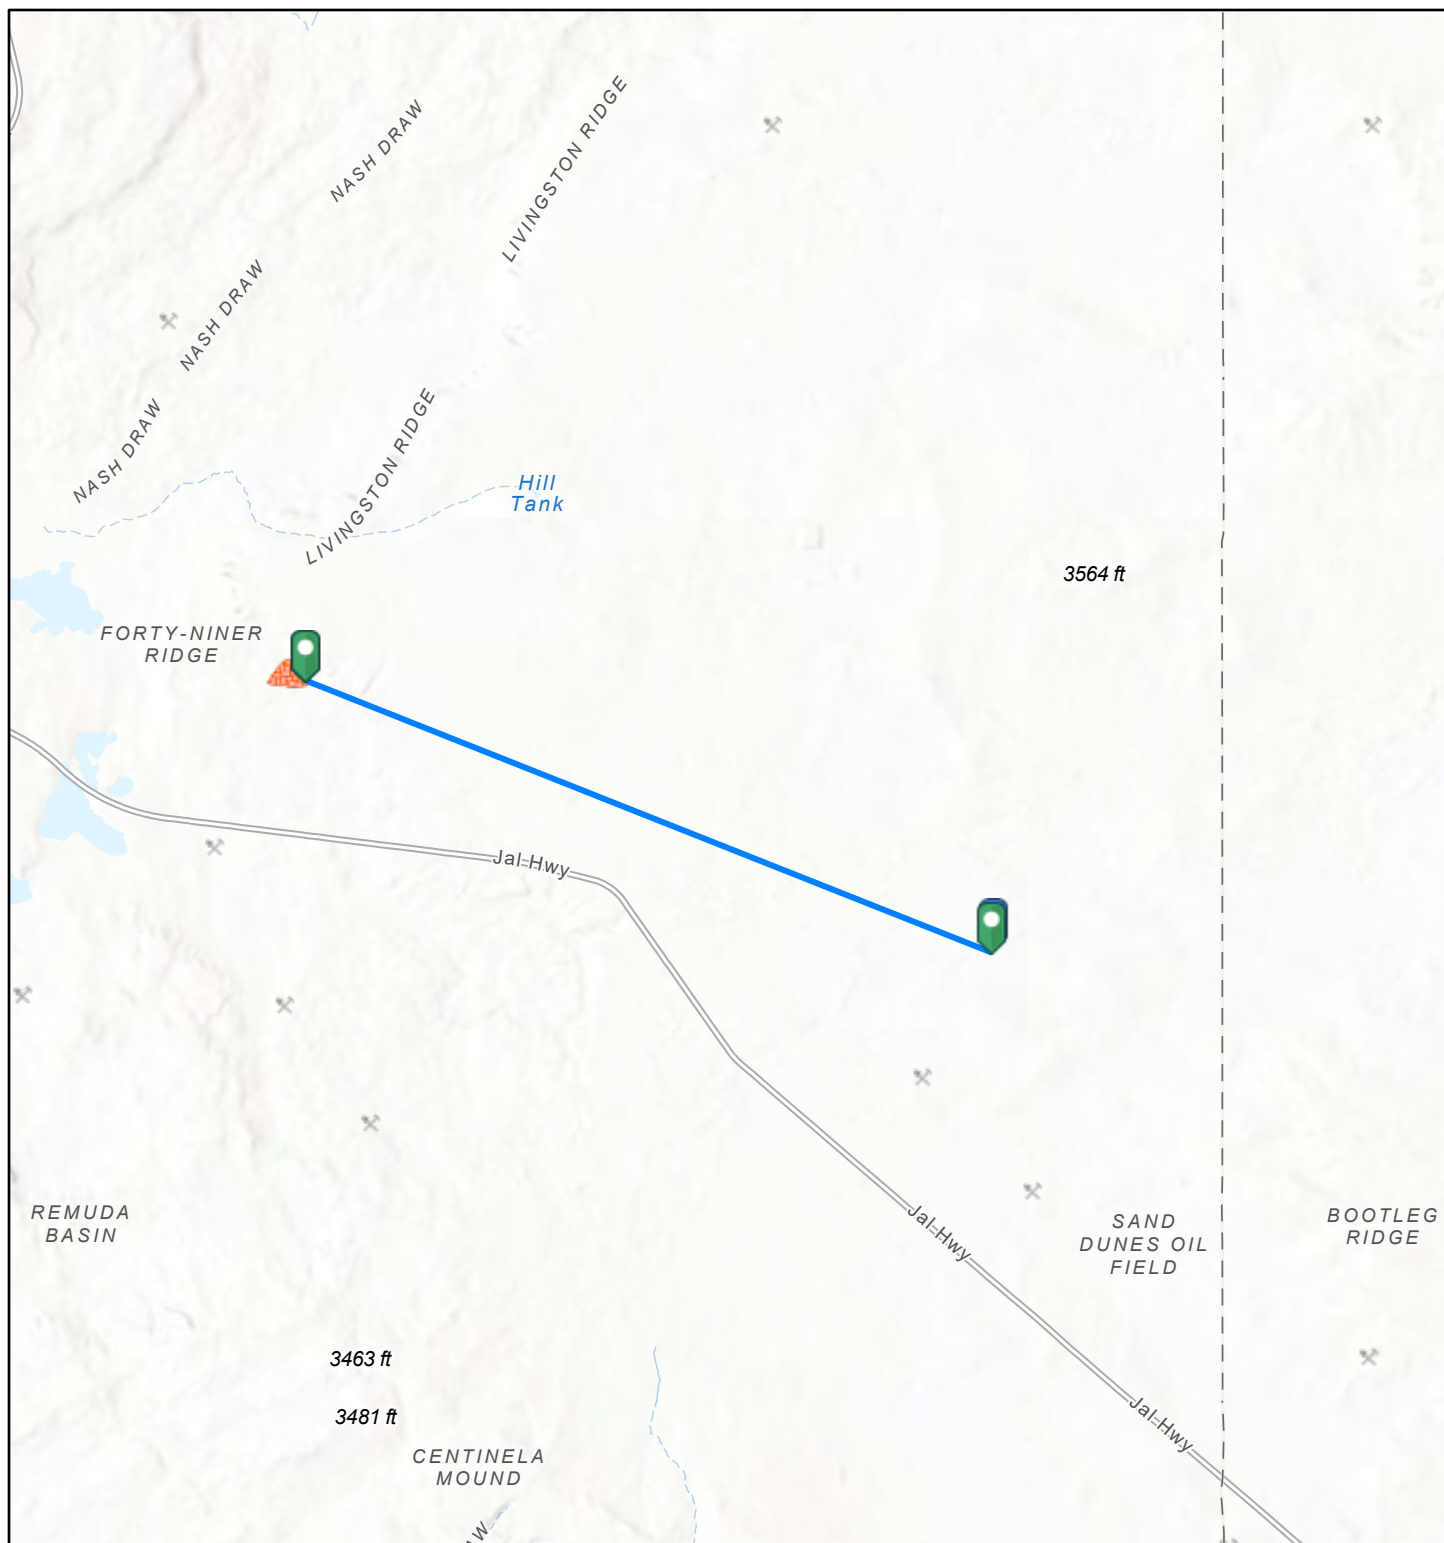 NASH DRAW
LIVINGSTON RIDGE
NASH DRAW
NASH DRAW
LIVINGSTON RIDGE
Hill
Tank
3564 ft
FORTY-NINER
RIDGE
Jal Hwy
Jal Hwy
REMUDA
BASIN
SAND
DUNES OIL
FIELD
BOOTLEG
RIDGE
3463 ft
3481 ft
Jal Hwy
CENTINELA
MOUND